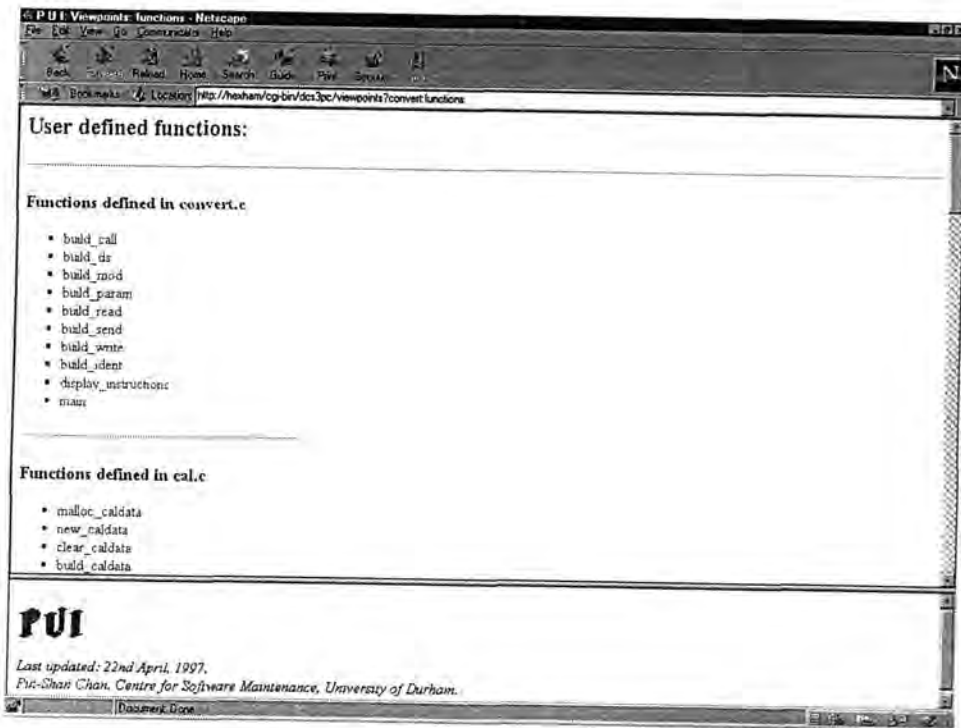 P U I: Viewpoints: functions - Netscape
File Edit View Go Communicator Help
Back Reload Home Search Guide Print Security
Bookmarks Location: http://hexham/cgi-bin/dcs3pc/viewpoints?convert:functions
N
User defined functions:
Functions defined in convert.c
build_call
build_ds
build_mod
build_param
build_read
build_send
build_write
build_ident
display_instructions
main
Functions defined in cal.c
malloc_caldata
new_caldata
clear_caldata
build_caldata
PUI
Last updated: 22nd April, 1997.
Pui-Shan Chan, Centre for Software Maintenance, University of Durham.
Document: Done